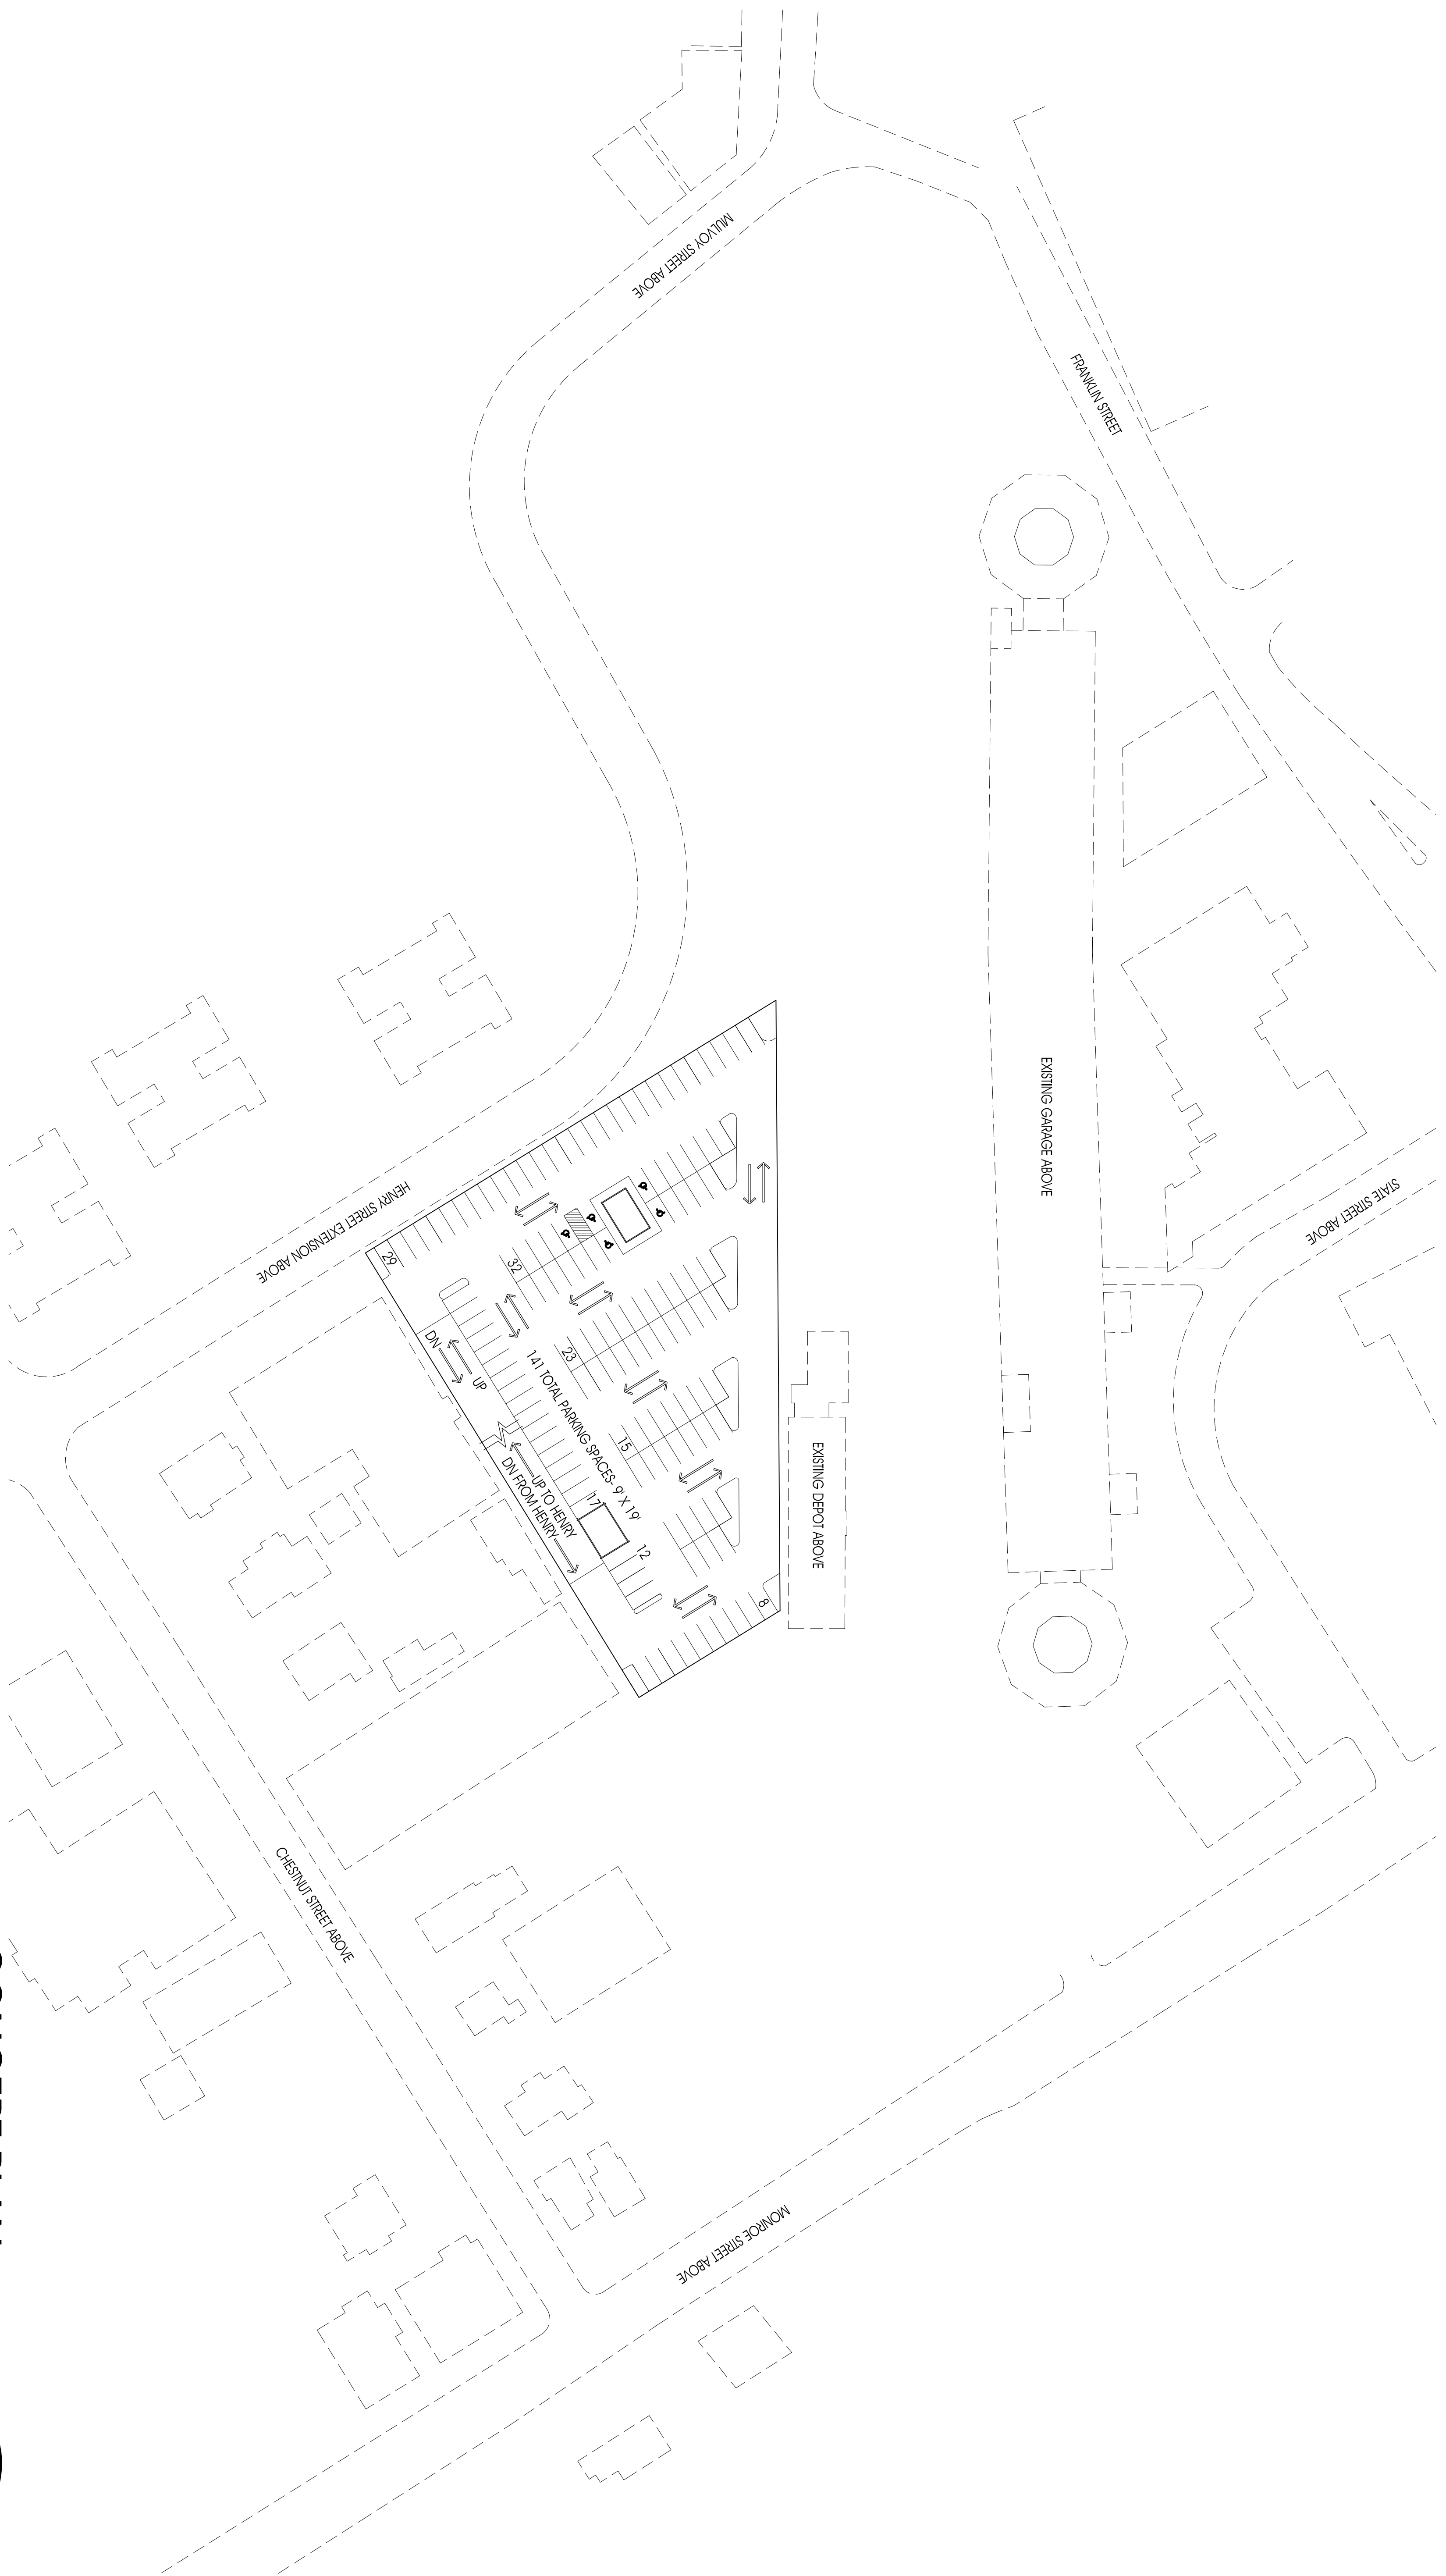 MULVOY STREET ABOVE
FRANKLIN STREET
EXISTING GARAGE ABOVE
STATE STREET ABOVE
HENRY STREET EXTENSION ABOVE
29
32
DN
UP
23
141 TOTAL PARKING SPACES- 9' X 19'
15
UP TO HENRY
DN FROM HENRY
17
12
8
EXISTING DEPOT ABOVE
CHESTNUT STREET ABOVE
MONROE STREET ABOVE